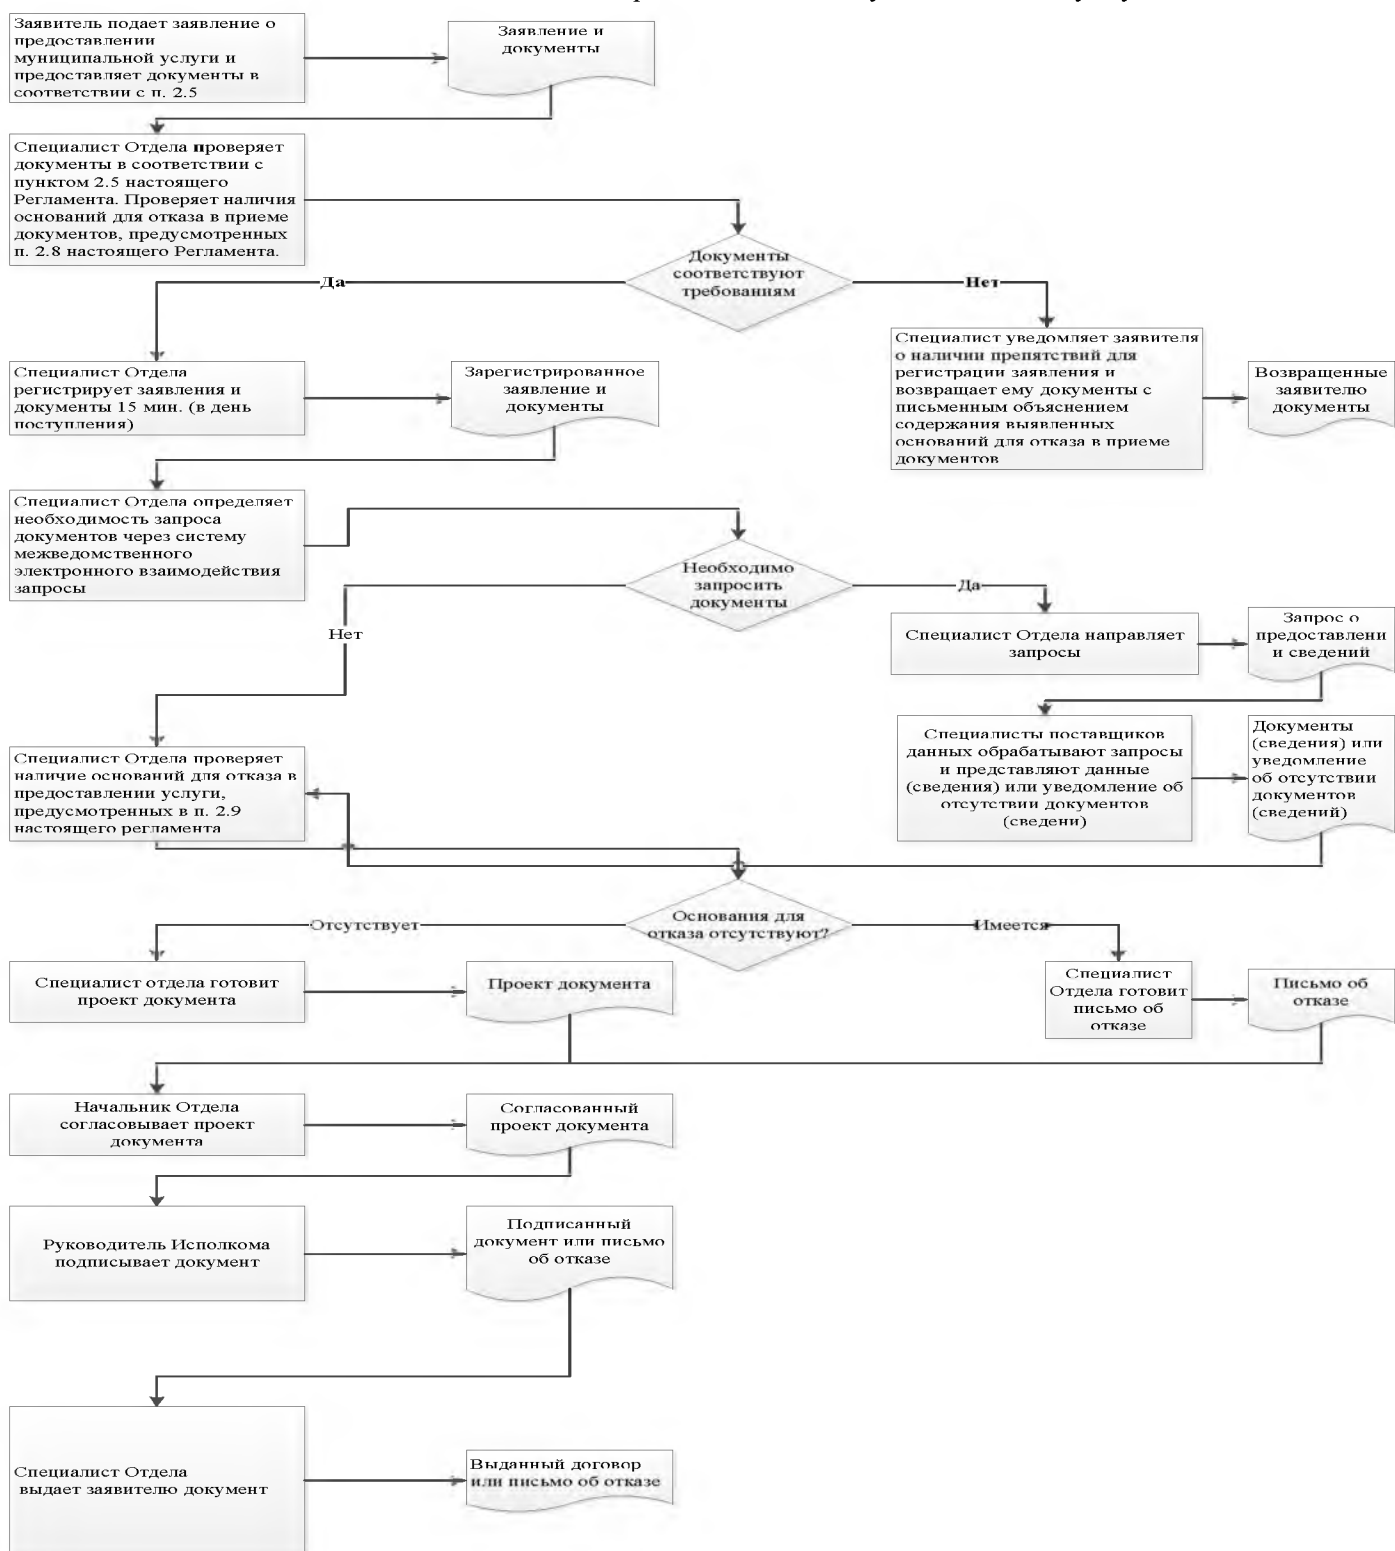 Заявитель подает заявление о
предоставлении
муниципальной услуги и
предоставляет документы в
соответствии с п. 2.5
Заявление и
документы
Специалист Отдела проверяет
документы в соответствии с
пунктом 2.5 настоящего
Регламента. Проверяет наличия
оснований для отказа в приеме
документов, предусмотренных
п. 2.8 настоящего Регламента.
Документы
соответствуют
требованиям
Да
Нет
Специалист уведомляет заявителя
о наличии препятствий для
регистрации заявления и
возвращает ему документы с
письменным объяснением
содержания выявленных
оснований для отказа в приеме
документов
Возвращенные
заявителю
документы
Специалист Отдела
регистрирует заявления и
документы 15 мин. (в день
поступления)
Зарегистрированное
заявление и
документы
Специалист Отдела определяет
необходимость запроса
документов через систему
межведомственного
электронного взаимодействия
запросы
Необходимо
запросить
документы
Да
Нет
Специалист Отдела направляет
запросы
Запрос о
предоставлени
и сведений
Специалисты поставщиков
данных обрабатывают запросы
и представляют данные
(сведения) или уведомление об
отсутствии документов
(сведени)
Документы
(сведения) или
уведомление
об отсутствии
документов
(сведений)
Специалист Отдела проверяет
наличие оснований для отказа в
предоставлении услуги,
предусмотренных в п. 2.9
настоящего регламента
Основания для
отказа отсутствуют?
Отсутствует
Имеется
Специалист отдела готовит
проект документа
Проект документа
Специалист
Отдела готовит
письмо об
отказе
Письмо об
отказе
Начальник Отдела
согласовывает проект
документа
Согласованный
проект документа
Руководитель Исполкома
подписывает документ
Подписанный
документ или письмо
об отказе
Специалист Отдела
выдает заявителю документ
Выданный договор
или письмо об отказе